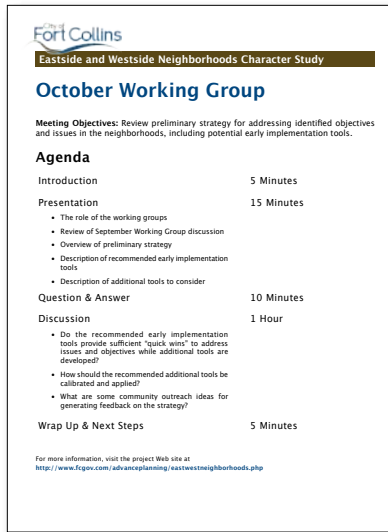 City of
Fort Collins
Eastside and Westside Neighborhoods Character Study
October Working Group
Meeting Objectives: Review preliminary strategy for addressing identified objectives
and issues in the neighborhoods, including potential early implementation tools.
Agenda
Introduction 5 Minutes
Presentation 15 Minutes
• The role of the working groups
• Review of September Working Group discussion
• Overview of preliminary strategy
• Description of recommended early implementation
tools
• Description of additional tools to consider
Question & Answer 10 Minutes
Discussion 1 Hour
• Do the recommended early implementation
tools provide sufficient "quick wins" to address
issues and objectives while additional tools are
developed?
• How should the recommended additional tools be
calibrated and applied?
• What are some community outreach ideas for
generating feedback on the strategy?
Wrap Up & Next Steps 5 Minutes
For more information, visit the project Web site at
http://www.fcgov.com/advanceplanning/eastwestneighborhoods.php